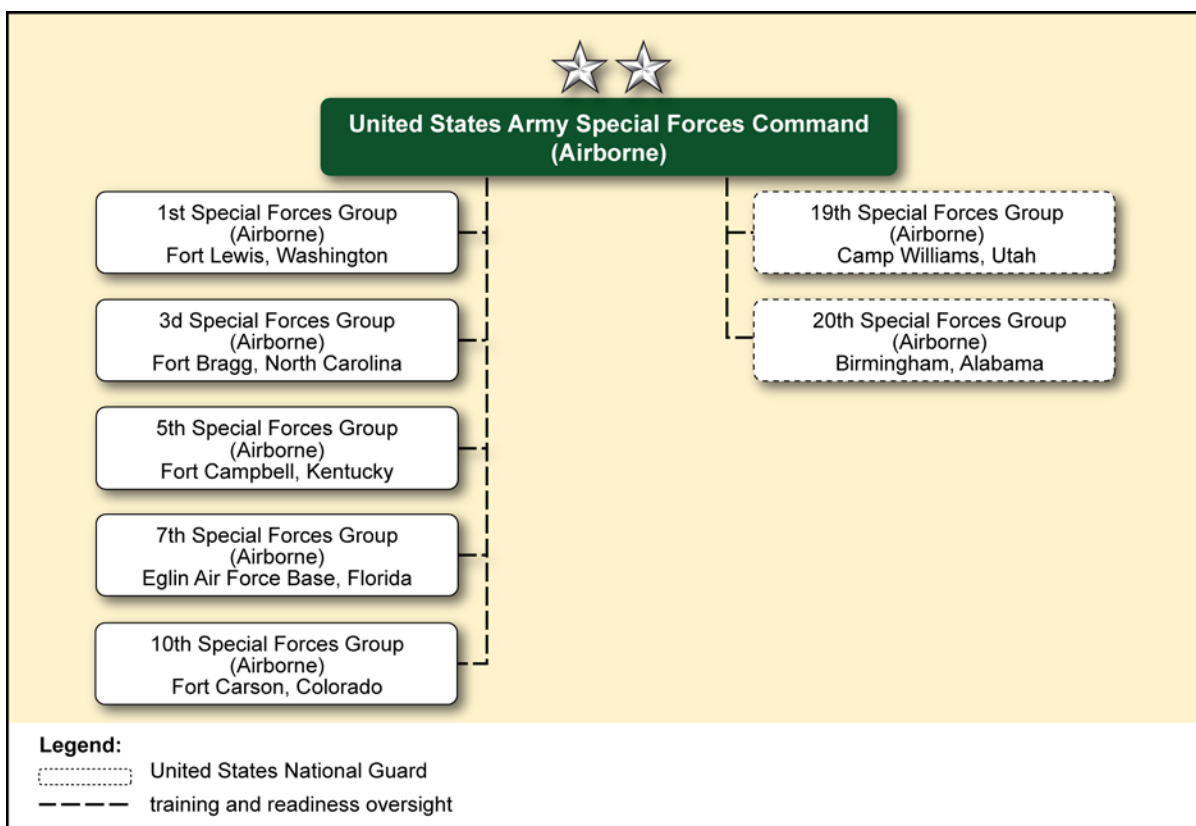 United States Army Special Forces Command
(Airborne)
1st Special Forces Group
(Airborne)
Fort Lewis, Washington
3d Special Forces Group
(Airborne)
Fort Bragg, North Carolina
5th Special Forces Group
(Airborne)
Fort Campbell, Kentucky
7th Special Forces Group
(Airborne)
Eglin Air Force Base, Florida
10th Special Forces Group
(Airborne)
Fort Carson, Colorado
19th Special Forces Group
(Airborne)
Camp Williams, Utah
20th Special Forces Group
(Airborne)
Birmingham, Alabama
Legend:
United States National Guard
training and readiness oversight